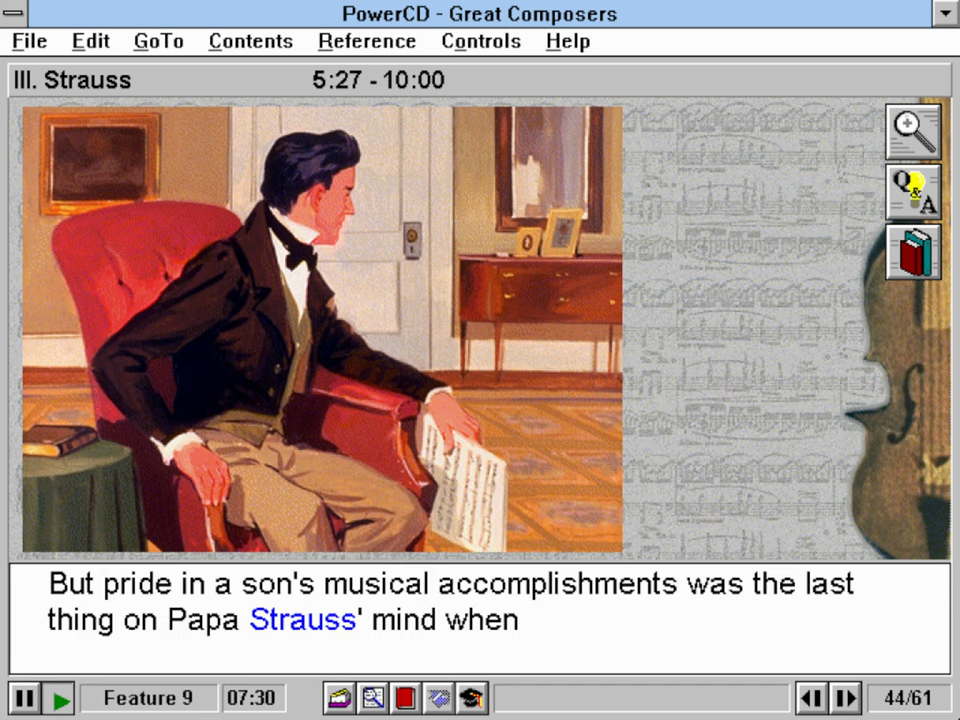 PowerCD - Great Composers
File Edit GoTo Contents Reference Controls Help
III. Strauss 5:27 - 10:00
Q
&
A
But pride in a son's musical accomplishments was the last
thing on Papa Strauss' mind when
Feature 9 07:30 44/61